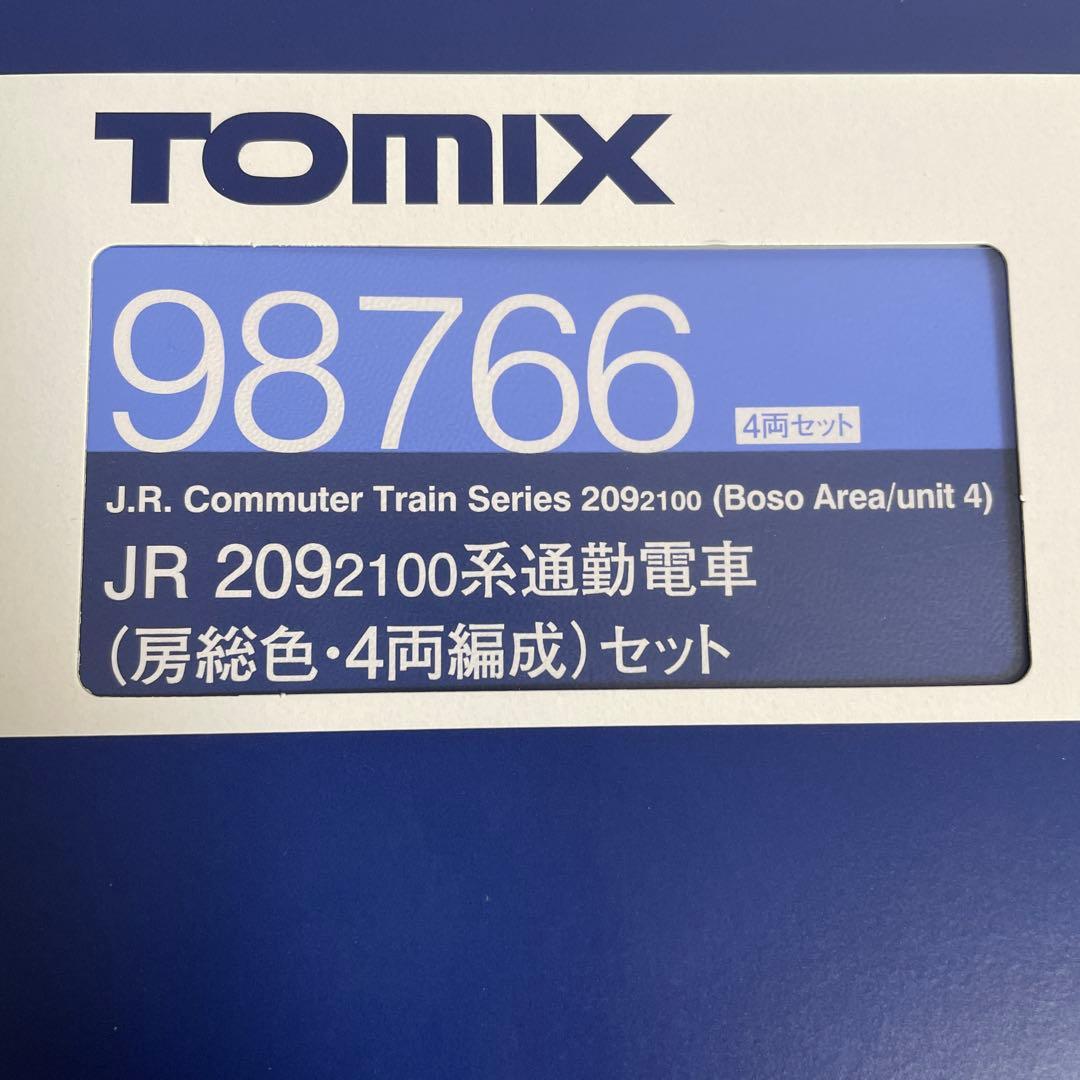 TOMIX
98766
4両セット
J.R. Commuter Train Series 2092100 (Boso Area/unit 4)
JR 2092100系通勤電車
(房総色・4両編成)セット